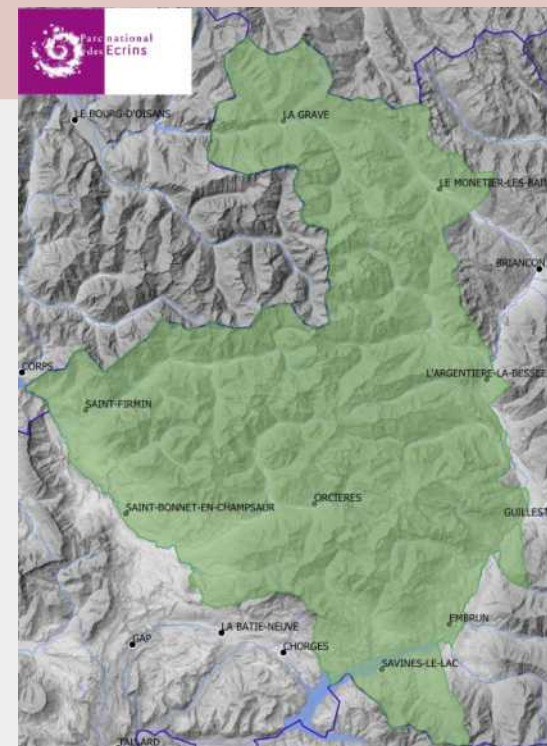 Parc national
des Ecrins
LE BOURG-D'OISANS
LA GRAVE
LE MONETIER-LES-BAI
BRIANCON
CORPS
L'ARGENTIERE-LA-BESSEE
SAINT-FIRMIN
ORCIERES
SAINT-BONNET-EN-CHAMPSAUR
GUILLEST
EMBRUN
LA BATIE-NEUVE
GAP
CHORGES
SAVINES-LE-LAC
TALLARD